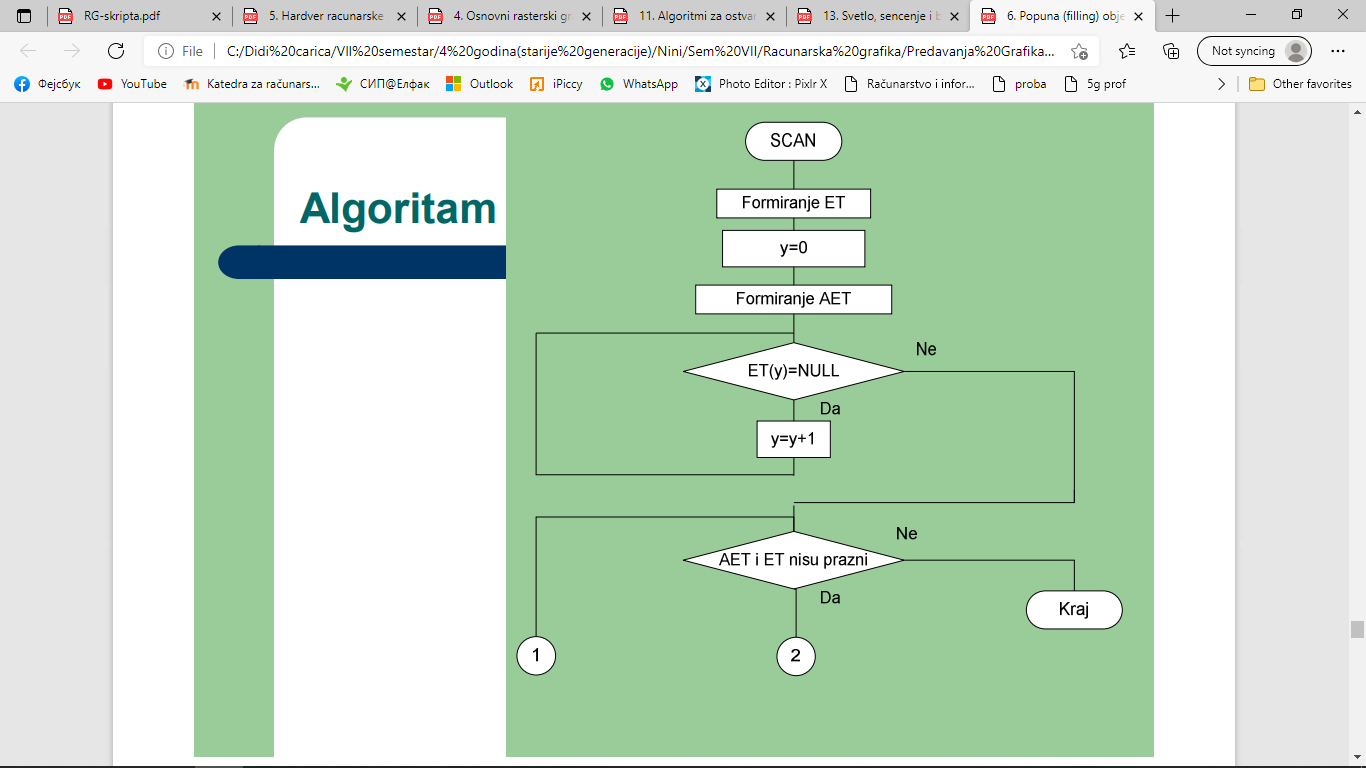 RG-skripta.pdf
5. Hardver racunarske
4. Osnovni rasterski gr
11. Algoritmi za ostvar
13. Svetlo, sencenje i b
6. Popuna (filling) obje
File
C:/Didi%20carica/VII%20semestar/4%20godina(starije%20generacije)/Nini/Sem%20VII/Racunarska%20grafika/Predavanja%20Grafika...
Not syncing
Фејсбук
YouTube
Katedra za računars...
СИП@Елфак
Outlook
iPiccy
WhatsApp
Photo Editor : Pixlr X
Računarstvo i infor...
proba
5g prof
Other favorites
Algoritam
SCAN
Formiranje ET
y=0
Formiranje AET
Ne
ET(y)=NULL
Da
y=y+1
Ne
AET i ET nisu prazni
Da
Kraj
1
2